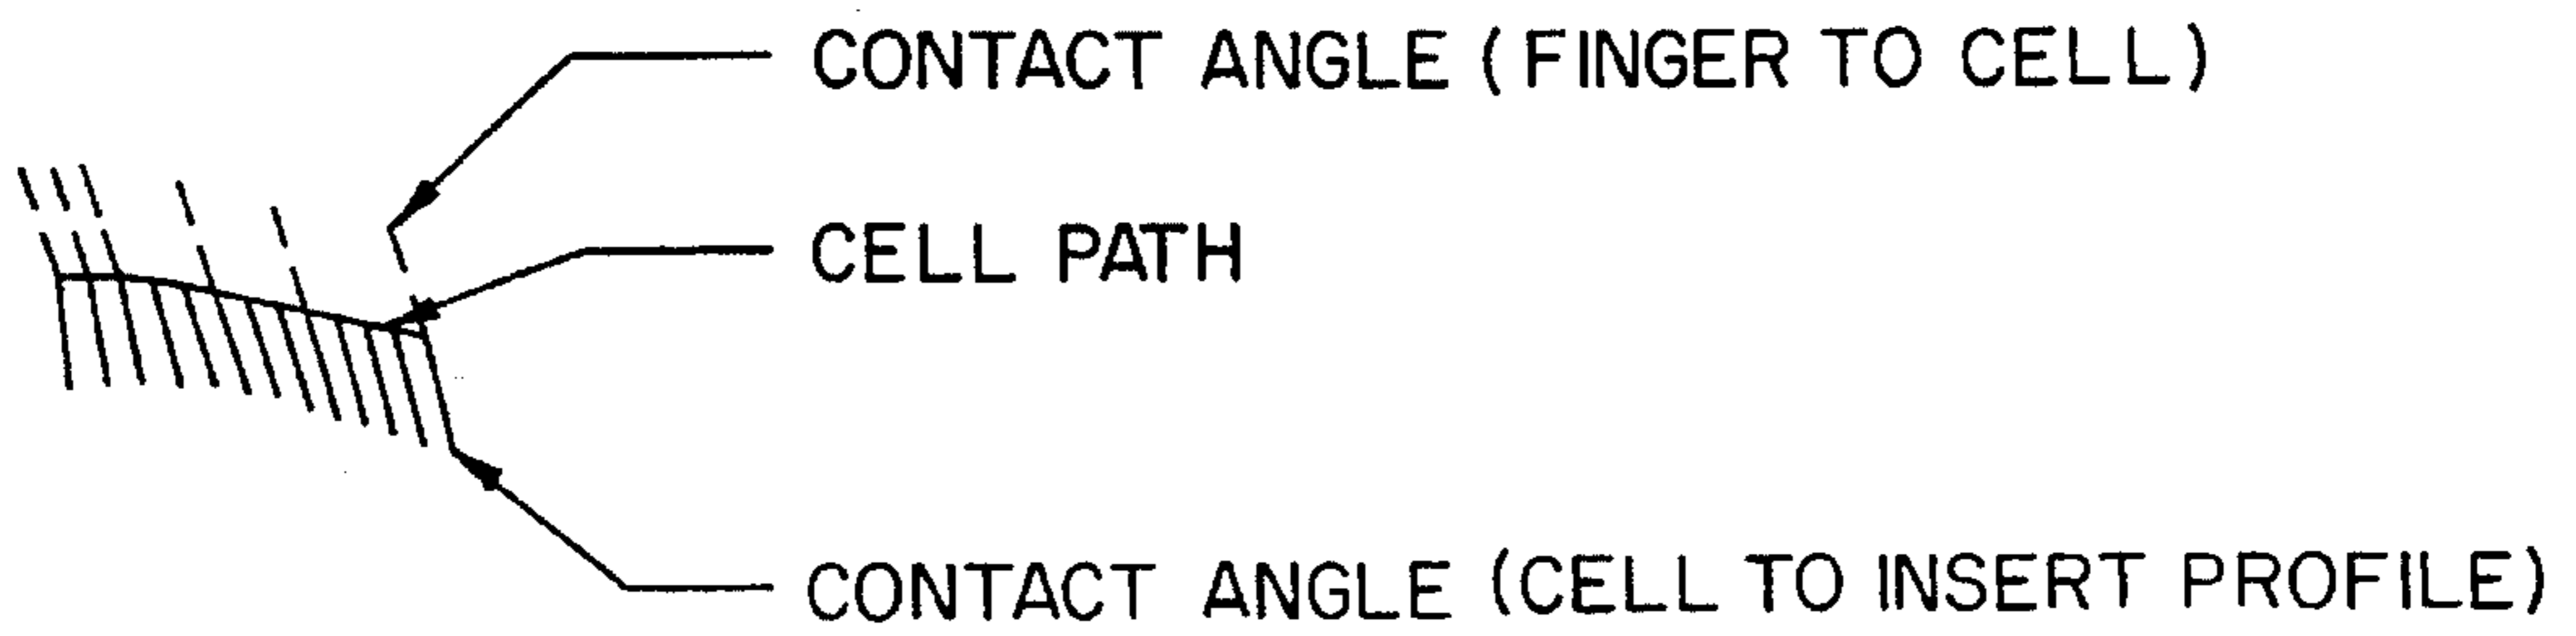 CONTACT ANGLE (FINGER TO CELL)
CELL PATH
CONTACT ANGLE (CELL TO INSERT PROFILE)